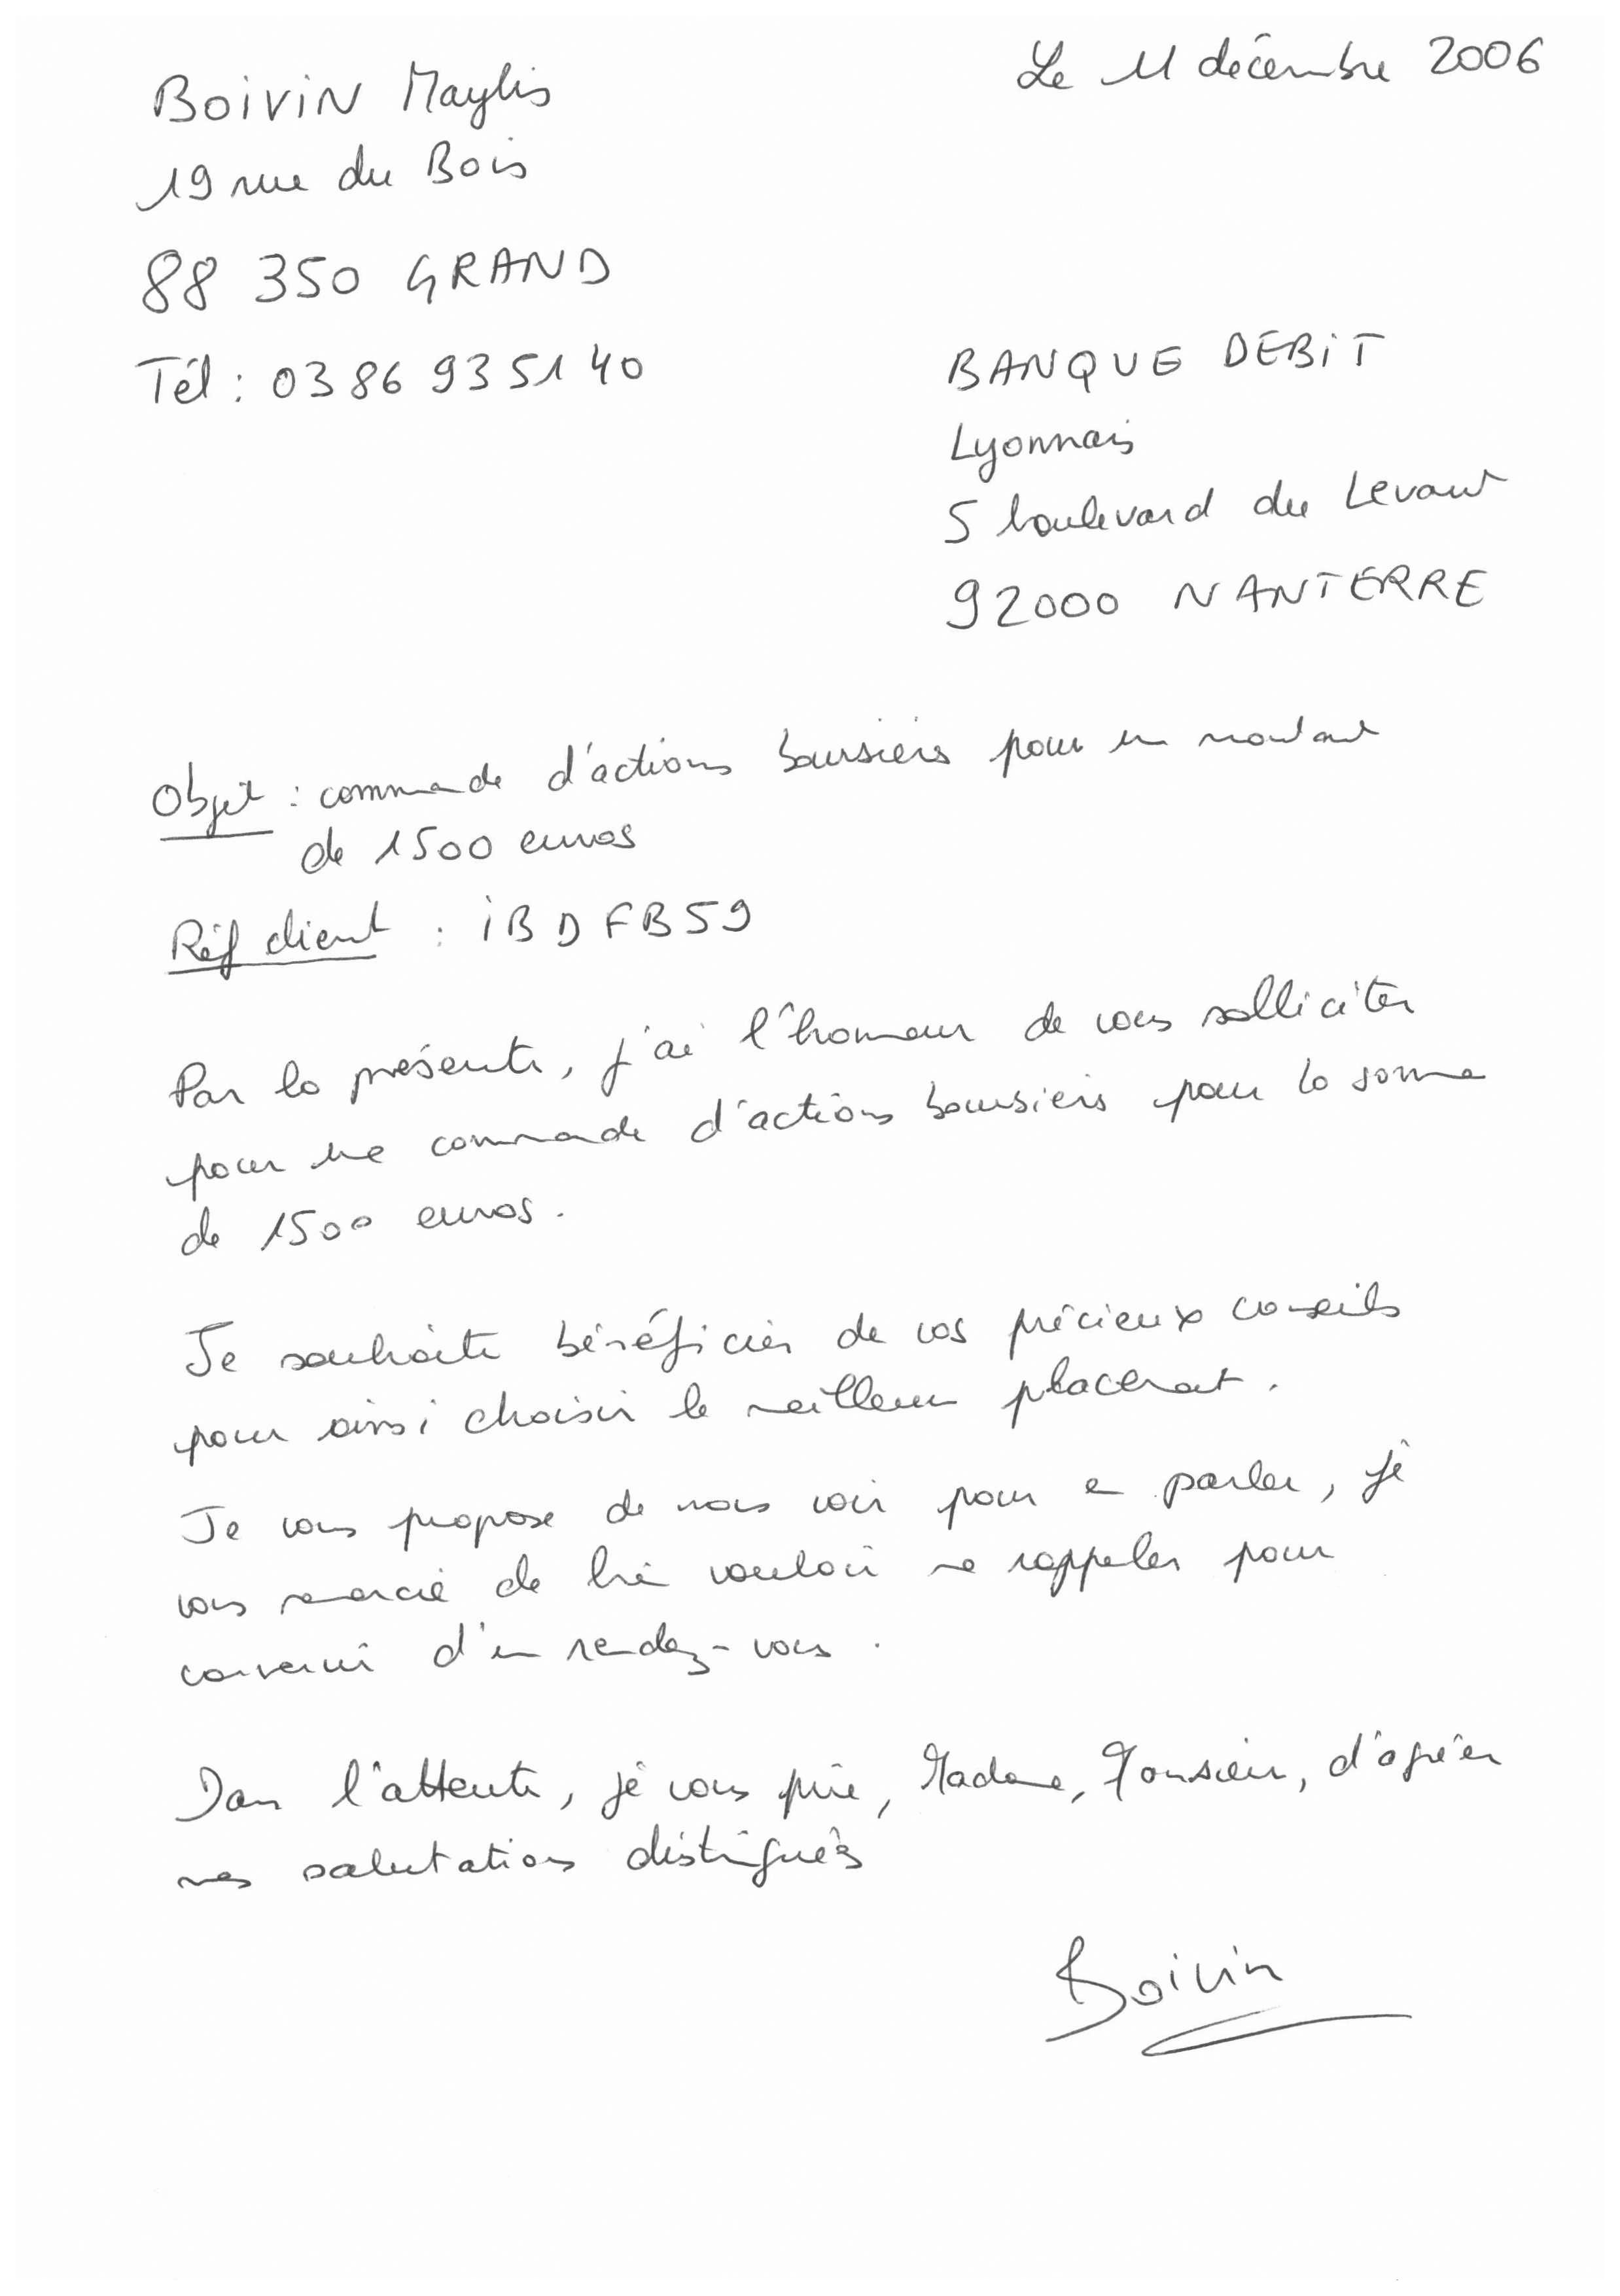 BOIVIN Maylis
19 rue du Bois
88 350 GRAND
Tél : 03 86 93 51 40
Le 11 décembre 2006
BANQUE DEBIT
Lyonnais
5 boulevard du Levant
92000 NANTERRE
Objet : commande d'actions boursiers pour un montant
de 1500 euros
Réf client : iBDFB59
Par la présente, j'ai l'honneur de vous solliciter
pour une commande d'actions boursiers pour la somme
de 1500 euros.
Je souhaite bénéficier de vos précieux conseils
pour ainsi choisir le meilleur placement.
Je vous propose de nous voir pour en parler, je
vous remercie de bien vouloir me rappeler pour
convenir d'un rendez-vous.
Dans l'attente, je vous prie, Madame, Monsieur, d'agréer
mes salutations distinguées
Boivin